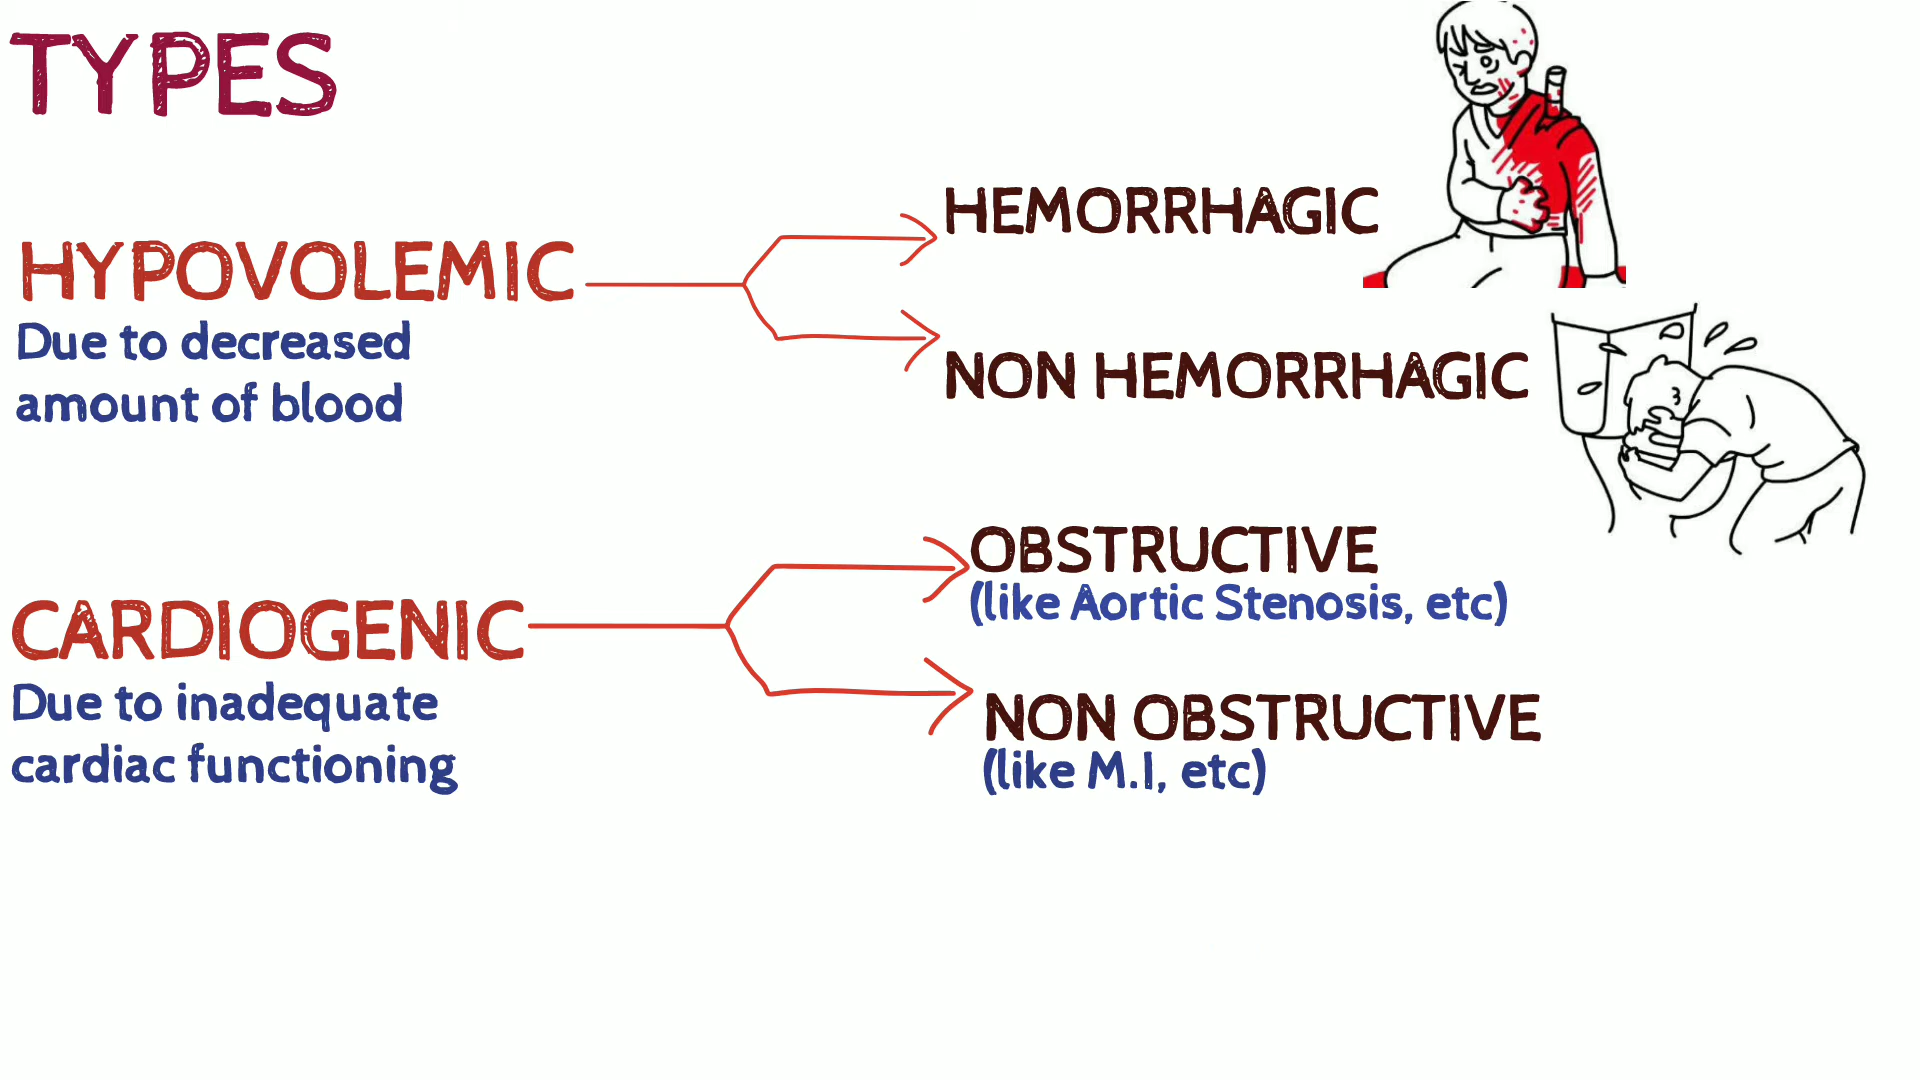 TYPES
HYPOVOLEMIC
Due to decreased
amount of blood
HEMORRHAGIC
NON HEMORRHAGIC
CARDIOGENIC
Due to inadequate
cardiac functioning
OBSTRUCTIVE
(like Aortic Stenosis, etc)
NON OBSTRUCTIVE
(like M.I, etc)